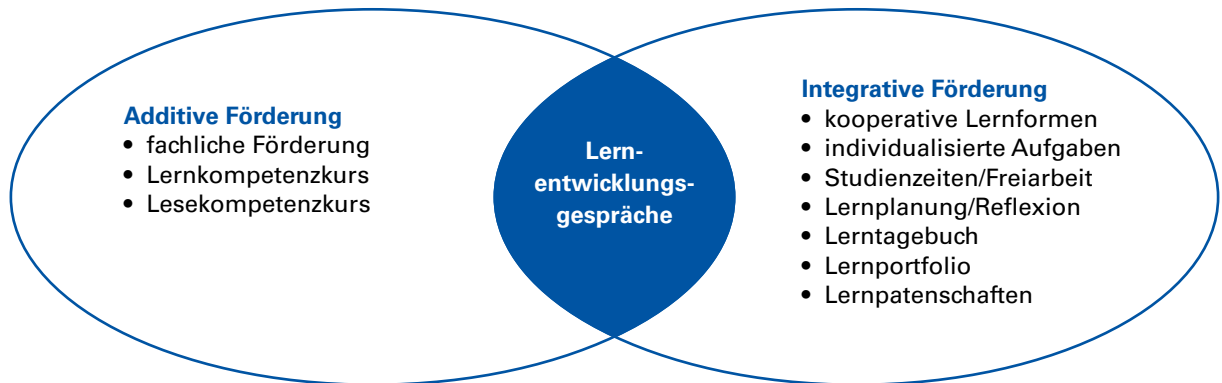 Additive Förderung
• fachliche Förderung
• Lernkompetenzkurs
• Lesekompetenzkurs
Lern-
entwicklungs-
gespräche
Integrative Förderung
• kooperative Lernformen
• individualisierte Aufgaben
• Studienzeiten/Freiarbeit
• Lernplanung/Reflexion
• Lerntagebuch
• Lernportfolio
• Lernpatenschaften